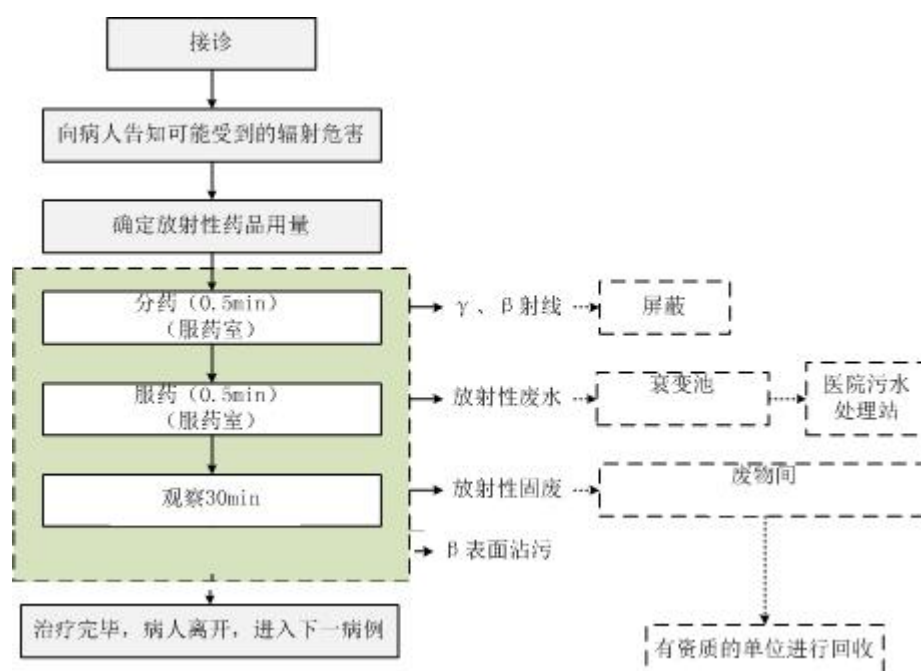 接诊
向病人告知可能受到的辐射危害
确定放射性药品用量
分药（0.5min）
（服药室）
γ、β射线
屏蔽
服药（0.5min）
（服药室）
放射性废水
衰变池
医院污水
处理站
观察30min
放射性固废
废物间
β表面沾污
治疗完毕，病人离开，进入下一病例
有资质的单位进行回收